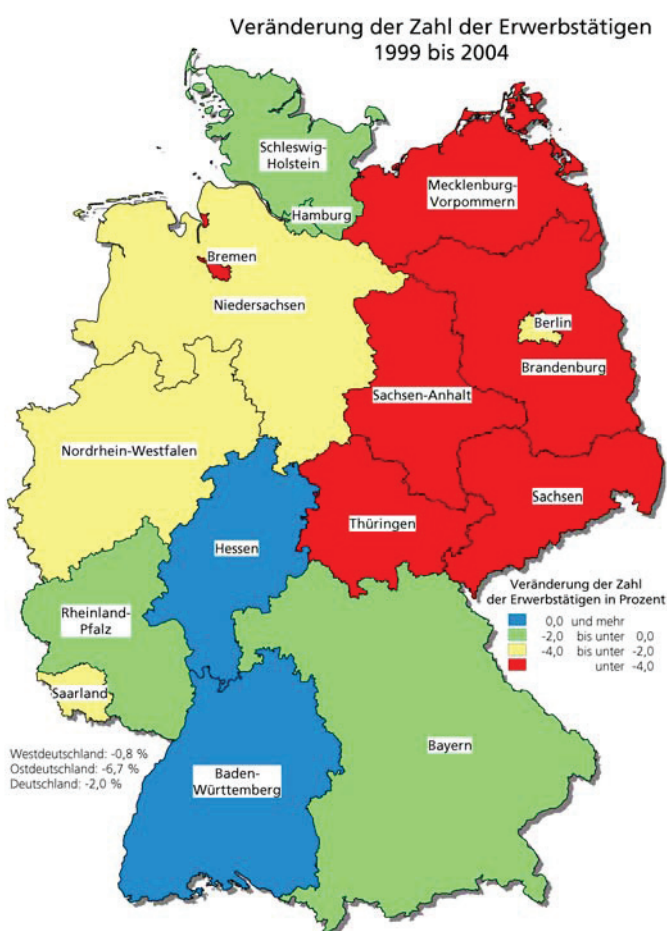 Veränderung der Zahl der Erwerbstätigen
1999 bis 2004
Schleswig-
Holstein
Mecklenburg-
Vorpommern
Hamburg
Bremen
Niedersachsen
Berlin
Brandenburg
Sachsen-Anhalt
Nordrhein-Westfalen
Sachsen
Thüringen
Hessen
Rheinland-
Pfalz
Saarland
Bayern
Baden-
Württemberg
Veränderung der Zahl
der Erwerbstätigen in Prozent
0,0 und mehr
-2,0 bis unter 0,0
-4,0 bis unter -2,0
unter -4,0
Westdeutschland: -0,8 %
Ostdeutschland: -6,7 %
Deutschland: -2,0 %